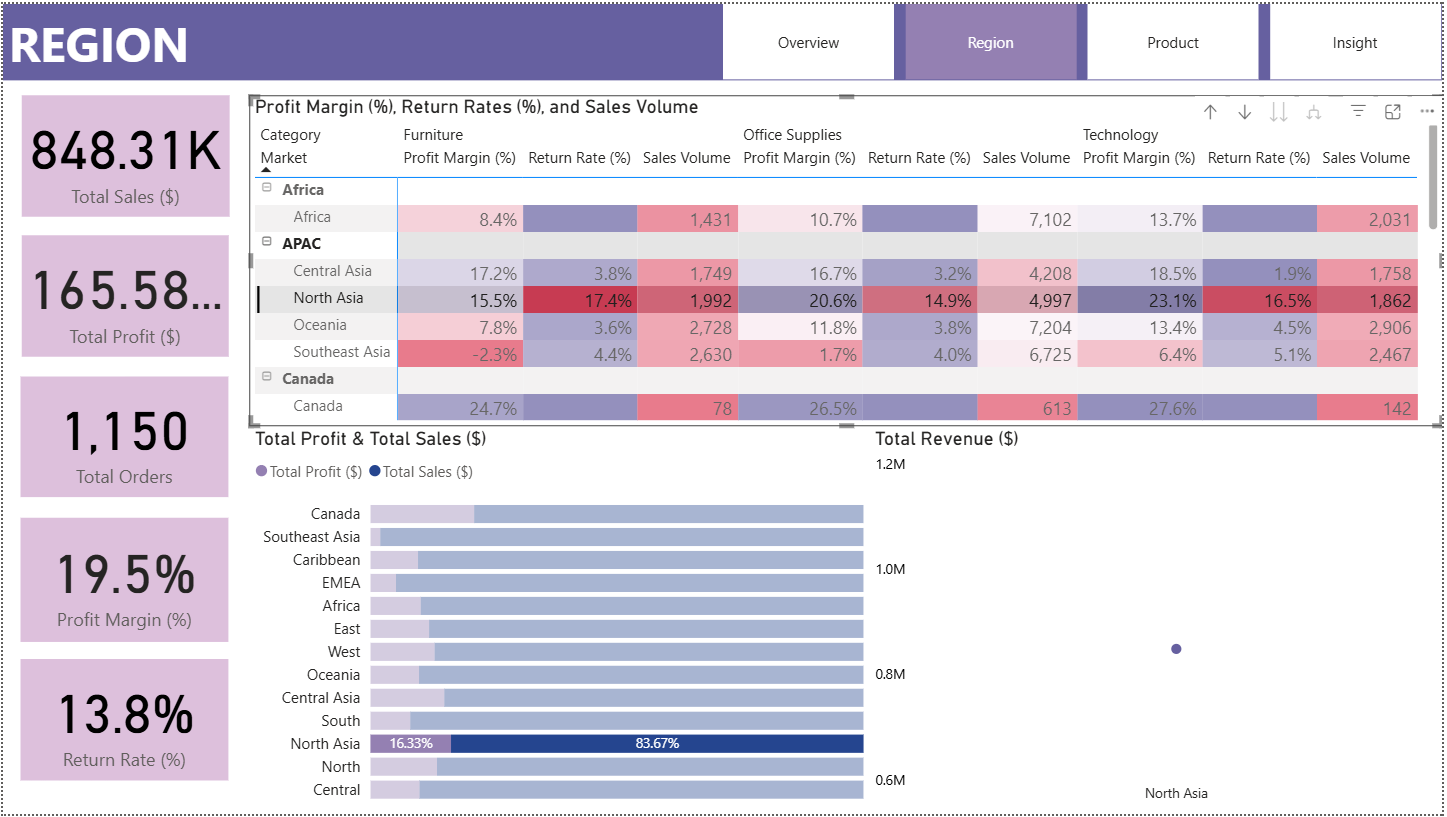 REGION
Overview
Region
Product
Insight
848.31K
Total Sales ($)
165.58...
Total Profit ($)
1,150
Total Orders
19.5%
Profit Margin (%)
13.8%
Return Rate (%)
Profit Margin (%), Return Rates (%), and Sales Volume
Category Furniture Office Supplies Technology
Market Profit Margin (%) Return Rate (%) Sales Volume Profit Margin (%) Return Rate (%) Sales Volume Profit Margin (%) Return Rate (%) Sales Volume
Africa
Africa 8.4% 1,431 10.7% 7,102 13.7% 2,031
APAC
Central Asia 17.2% 3.8% 1,749 16.7% 3.2% 4,208 18.5% 1.9% 1,758
North Asia 15.5% 17.4% 1,992 20.6% 14.9% 4,997 23.1% 16.5% 1,862
Oceania 7.8% 3.6% 2,728 11.8% 3.8% 7,204 13.4% 4.5% 2,906
Southeast Asia -2.3% 4.4% 2,630 1.7% 4.0% 6,725 6.4% 5.1% 2,467
Canada
Canada 24.7% 78 26.5% 613 27.6% 142
Total Profit & Total Sales ($)
Total Profit ($) Total Sales ($)
Canada
Southeast Asia
Caribbean
EMEA
Africa
East
West
Oceania
Central Asia
South
North Asia 16.33% 83.67%
North
Central
Total Revenue ($)
1.2M
1.0M
0.8M
0.6M
North Asia